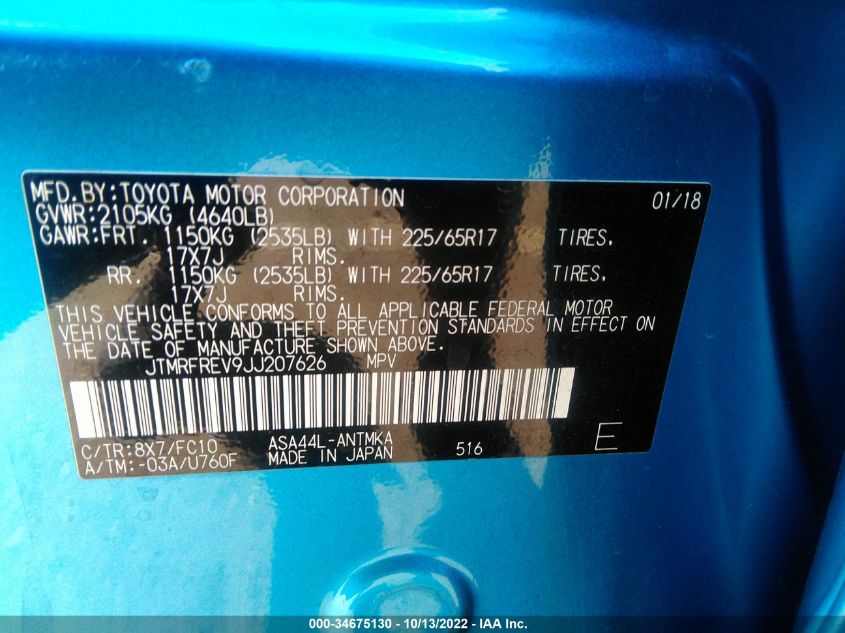 MFD.BY:TOYOTA MOTOR CORPORATION 01/18
GVWR:2105KG (4640LB)
GAWR:FRT. 1150KG (2535LB) WITH 225/65R17 TIRES,
17X7J RIMS.
RR. 1150KG (2535LB) WITH 225/65R17 TIRES,
17X7J RIMS.
THIS VEHICLE CONFORMS TO ALL APPLICABLE FEDERAL MOTOR
VEHICLE SAFETY AND THEFT PREVENTION STANDARDS IN EFFECT ON
THE DATE OF MANUFACTURE SHOWN ABOVE.
JTMRFREV9JJ207626 MPV
C/TR:8X7/FC10 ASA44L-ANTMKA
A/TM:-03A/U760F MADE IN JAPAN 516 E
000-34675130 - 10/13/2022 - IAA Inc.